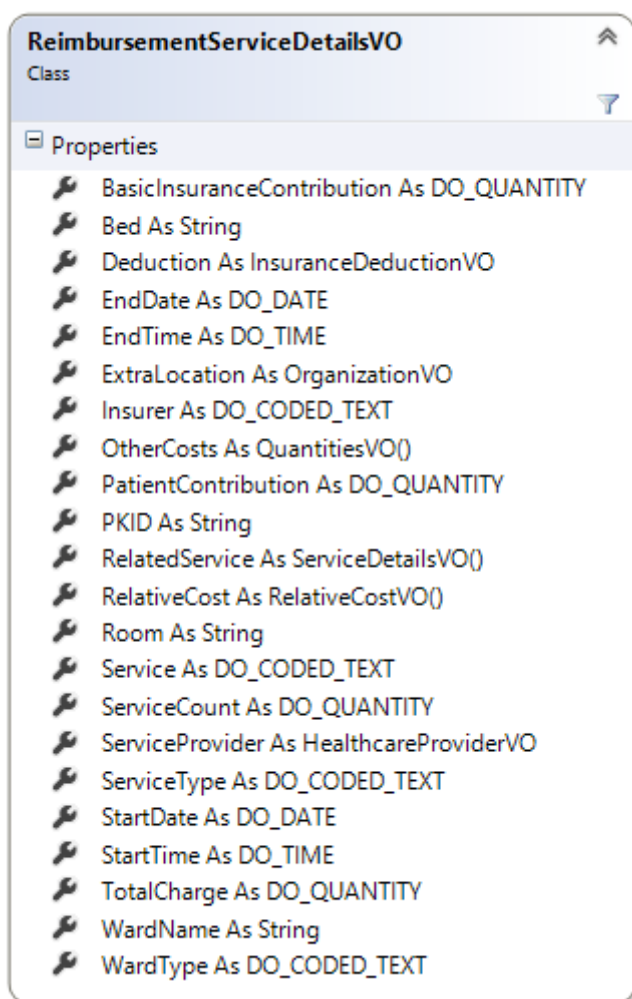 ReimbursementServiceDetailsVO
Class
Properties
BasicInsuranceContribution As DO_QUANTITY
Bed As String
Deduction As InsuranceDeductionVO
EndDate As DO_DATE
EndTime As DO_TIME
ExtraLocation As OrganizationVO
Insurer As DO_CODED_TEXT
OtherCosts As QuantitiesVO()
PatientContribution As DO_QUANTITY
PKID As String
RelatedService As ServiceDetailsVO()
RelativeCost As RelativeCostVO()
Room As String
Service As DO_CODED_TEXT
ServiceCount As DO_QUANTITY
ServiceProvider As HealthcareProviderVO
ServiceType As DO_CODED_TEXT
StartDate As DO_DATE
StartTime As DO_TIME
TotalCharge As DO_QUANTITY
WardName As String
WardType As DO_CODED_TEXT